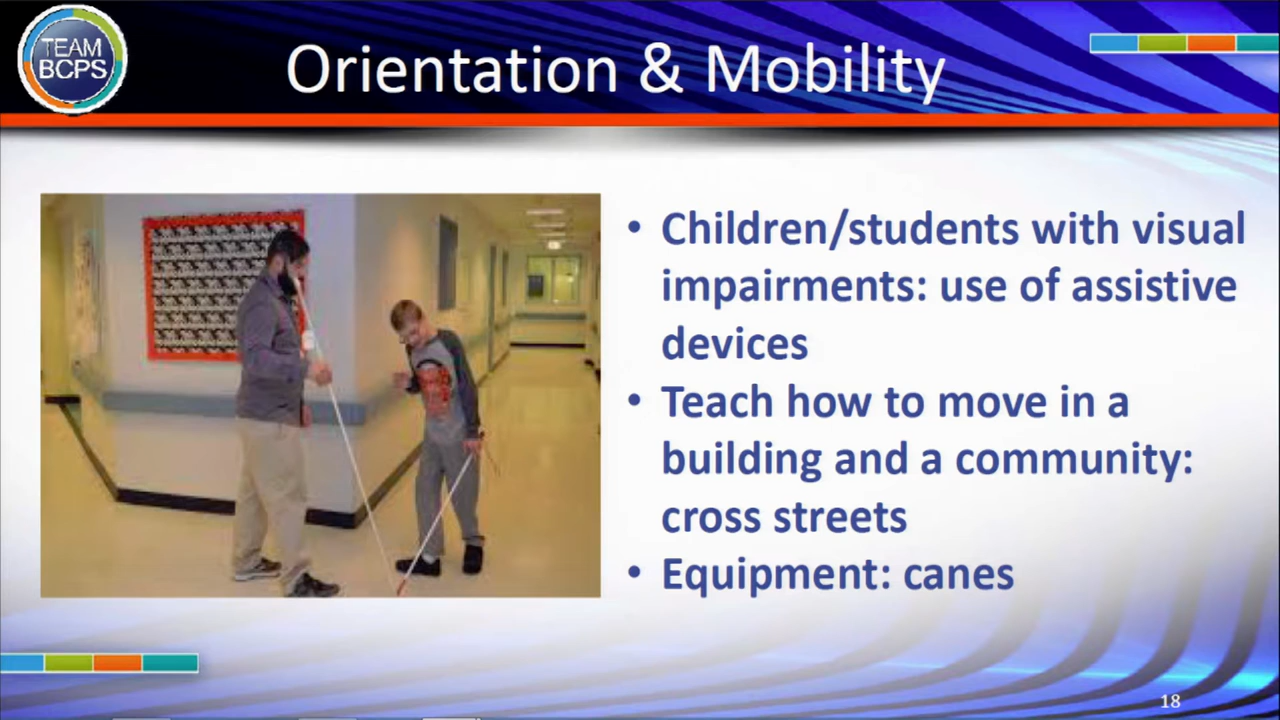 TEAM
BCPS
Orientation & Mobility
• Children/students with visual
impairments: use of assistive
devices
• Teach how to move in a
building and a community:
cross streets
• Equipment: canes
18